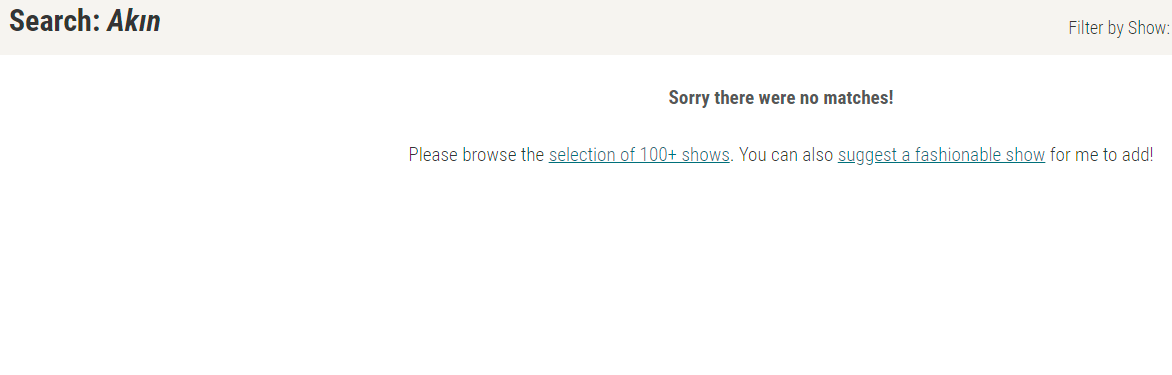 Search: Akın
Filter by Show:
Sorry there were no matches!
Please browse the selection of 100+ shows. You can also suggest a fashionable show for me to add!